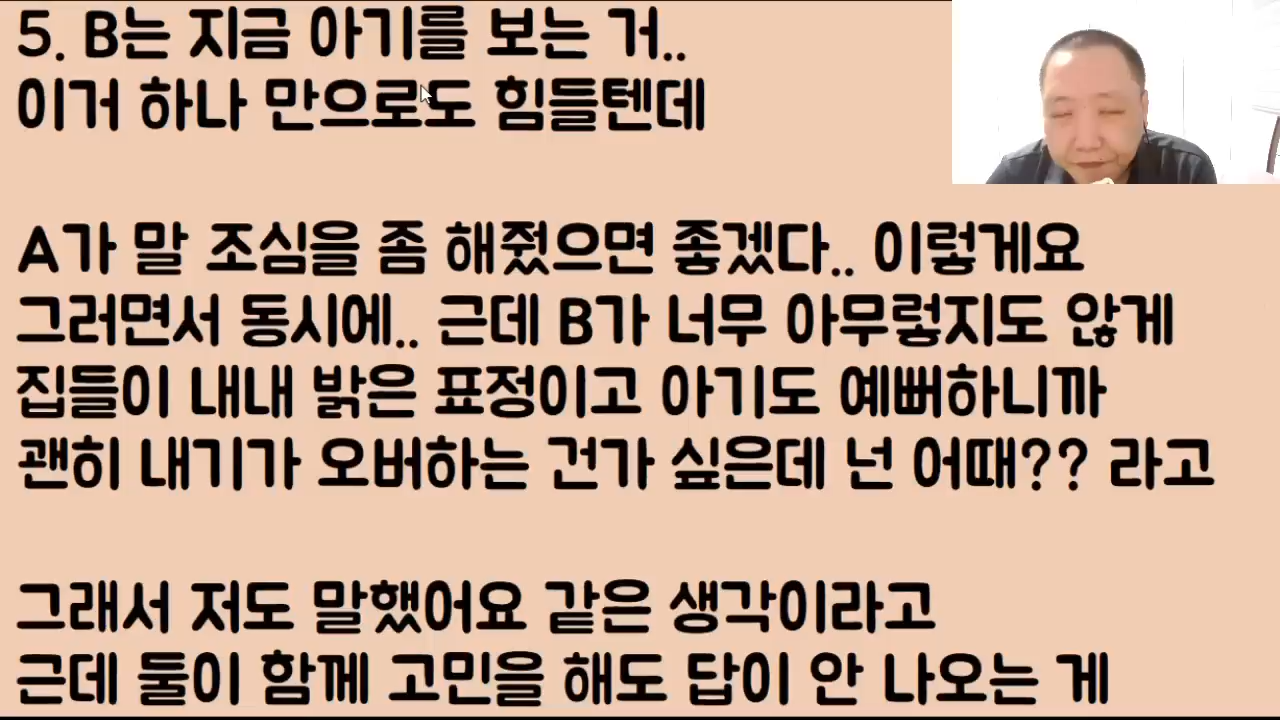 5. B는 지금 아기를 보는 거..
이거 하나 만으로도 힘들텐데
A가 말 조심을 좀 해줬으면 좋겠다.. 이렇게요
그러면서 동시에.. 근데 B가 너무 아무렇지도 않게
집들이 내내 밝은 표정이고 아기도 예뻐하니까
괜히 내기가 오버하는 건가 싶은데 넌 어때?? 라고
그래서 저도 말했어요 같은 생각이라고
근데 둘이 함께 고민을 해도 답이 안 나오는 게